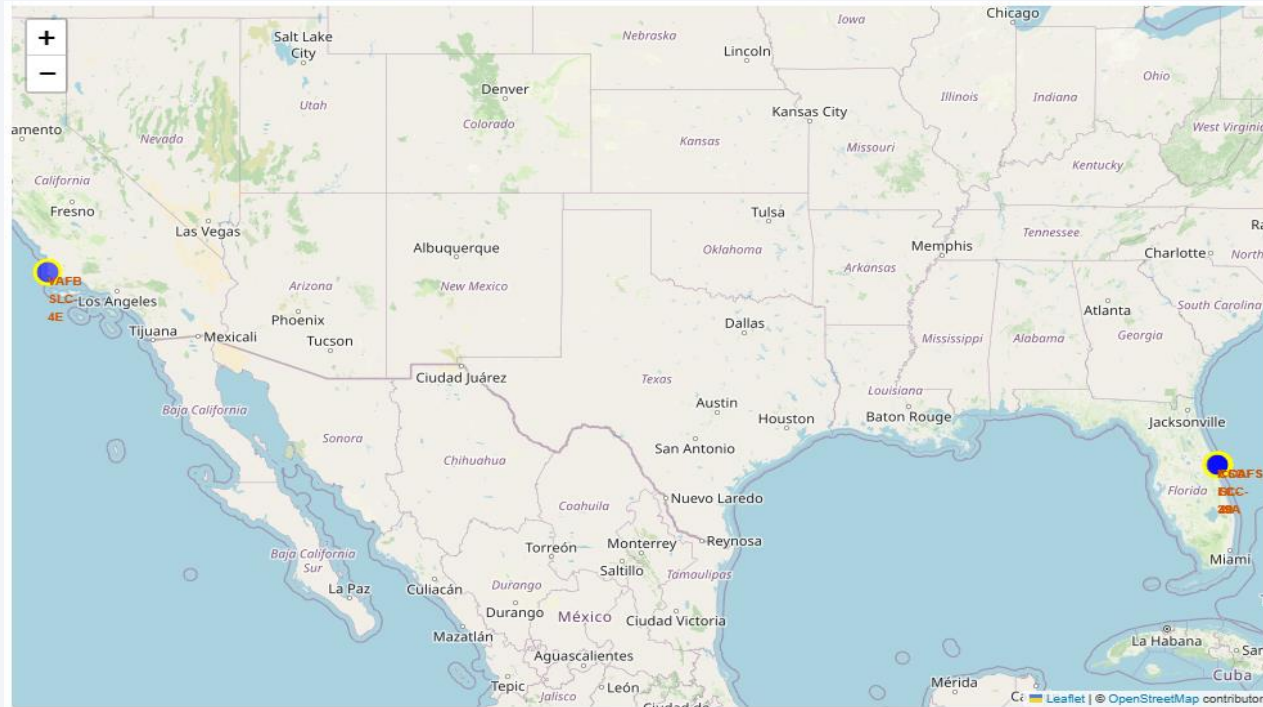 +
−
Chicago
Iowa
Nebraska
Salt Lake
City
Lincoln
Ohio
Denver
Utah
Illinois
Indiana
Kansas City
Colorado
amento
Nevada
Kansas
Missouri
West Virginia
Kentucky
California
Fresno
Las Vegas
Tulsa
Tennessee
Albuquerque
Oklahoma
Memphis
Charlotte
North
Arkansas
VAFB
SLC-
4E
Los Angeles
Arizona
New Mexico
South Carolina
Phoenix
Atlanta
Tijuana
Mexicali
Tucson
Dallas
Mississippi
Alabama
Georgia
Ciudad Juárez
Texas
Louisiana
Baja California
Austin
Houston
Baton Rouge
Jacksonville
Sonora
San Antonio
Chihuahua
Florida
Nuevo Laredo
Coahuila
Reynosa
Monterrey
Torreón
Baja California
Sur
Saltillo
Tamaulipas
Miami
La Paz
Culiacán
Durango
Durango
México
Ciudad Victoria
Mazatlán
La Habana
San
Aguascalientes
Cuba
Tepic
León
Mérida
Jalisco
Ciudad de
Leaflet | © OpenStreetMap contributor